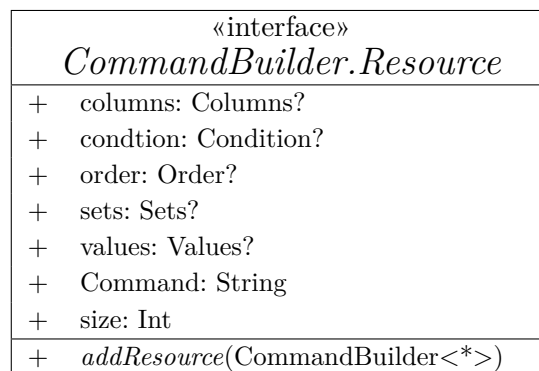 «interface»
CommandBuilder.Resource
+ columns: Columns?
+ condtion: Condition?
+ order: Order?
+ sets: Sets?
+ values: Values?
+ Command: String
+ size: Int
+ addResource(CommandBuilder<*>)